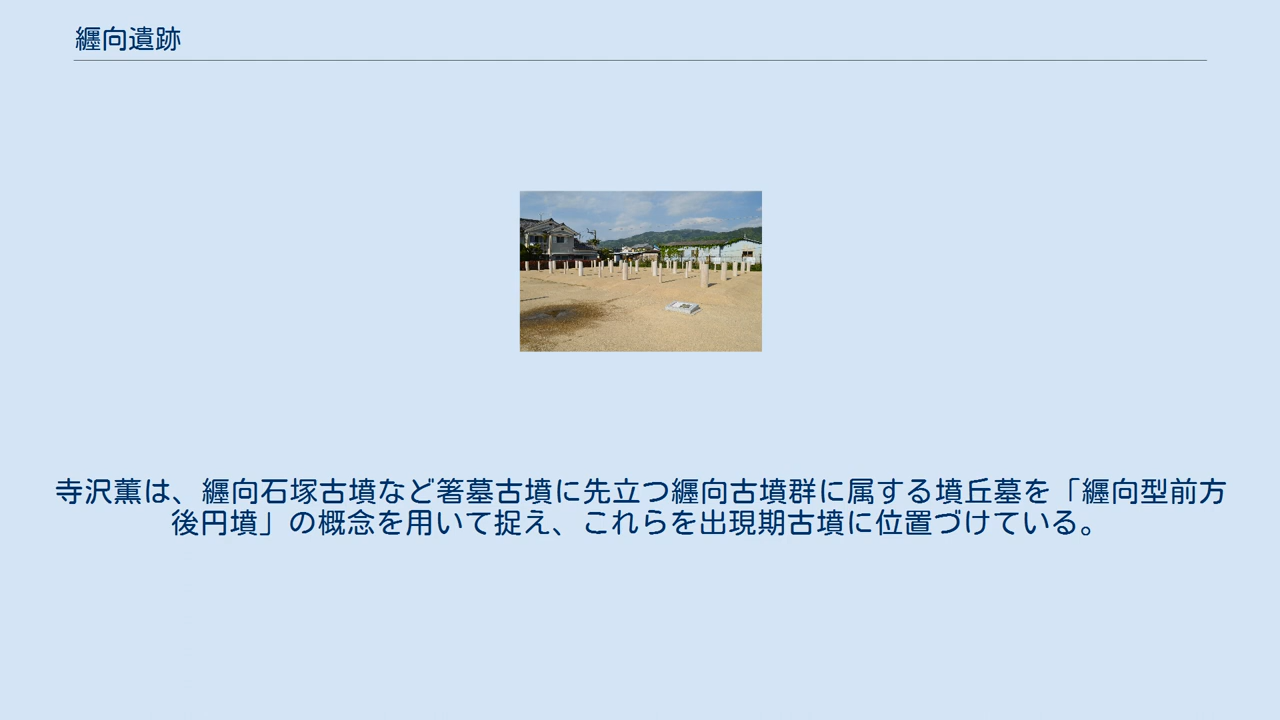 纒向遺跡
寺沢薫は、纒向石塚古墳など箸墓古墳に先立つ纒向古墳群に属する墳丘墓を「纒向型前方
後円墳」の概念を用いて捉え、これらを出現期古墳に位置づけている。